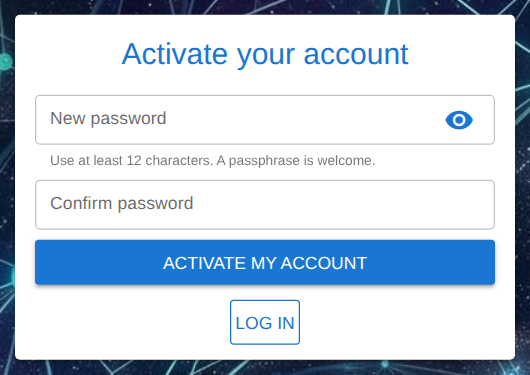 Activate your account
New password
Use at least 12 characters. A passphrase is welcome.
Confirm password
ACTIVATE MY ACCOUNT
LOG IN